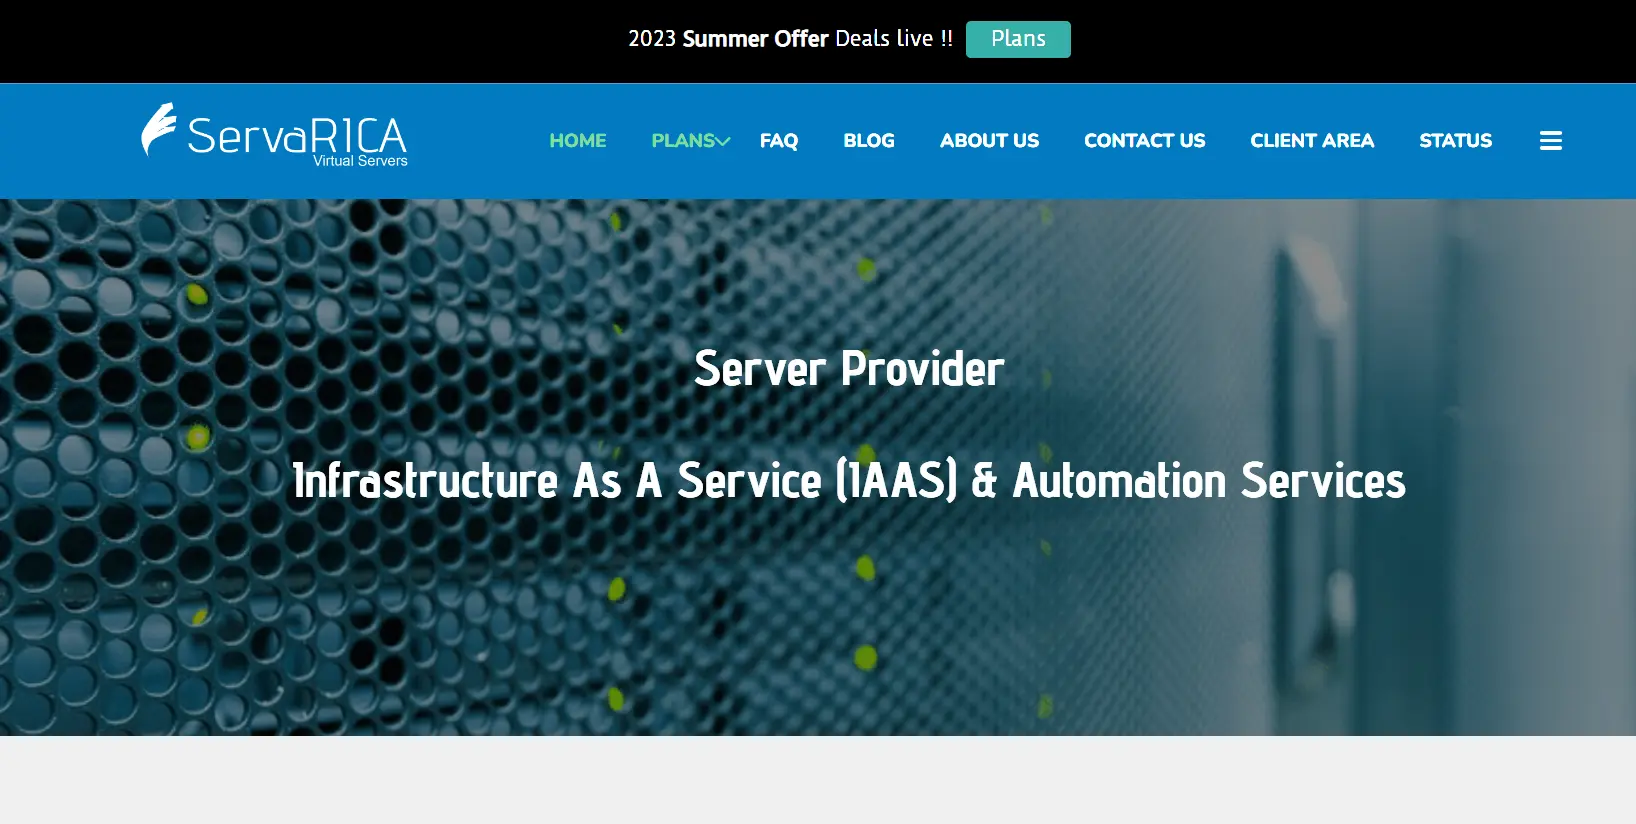 2023 Summer Offer Deals live !! Plans
ServaRICA
Virtual Servers
HOME PLANS FAQ BLOG ABOUT US CONTACT US CLIENT AREA STATUS
Server Provider
Infrastructure As A Service (IAAS) & Automation Services